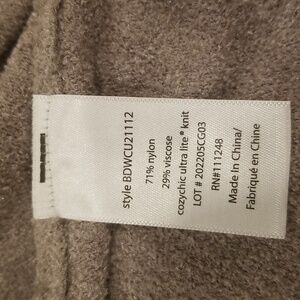 style BDWCU21112
71% nylon
29% viscose
cozychic ultra lite® knit
LOT # 202205CG03
RN#111248
Made In China/
Fabriqué en Chine